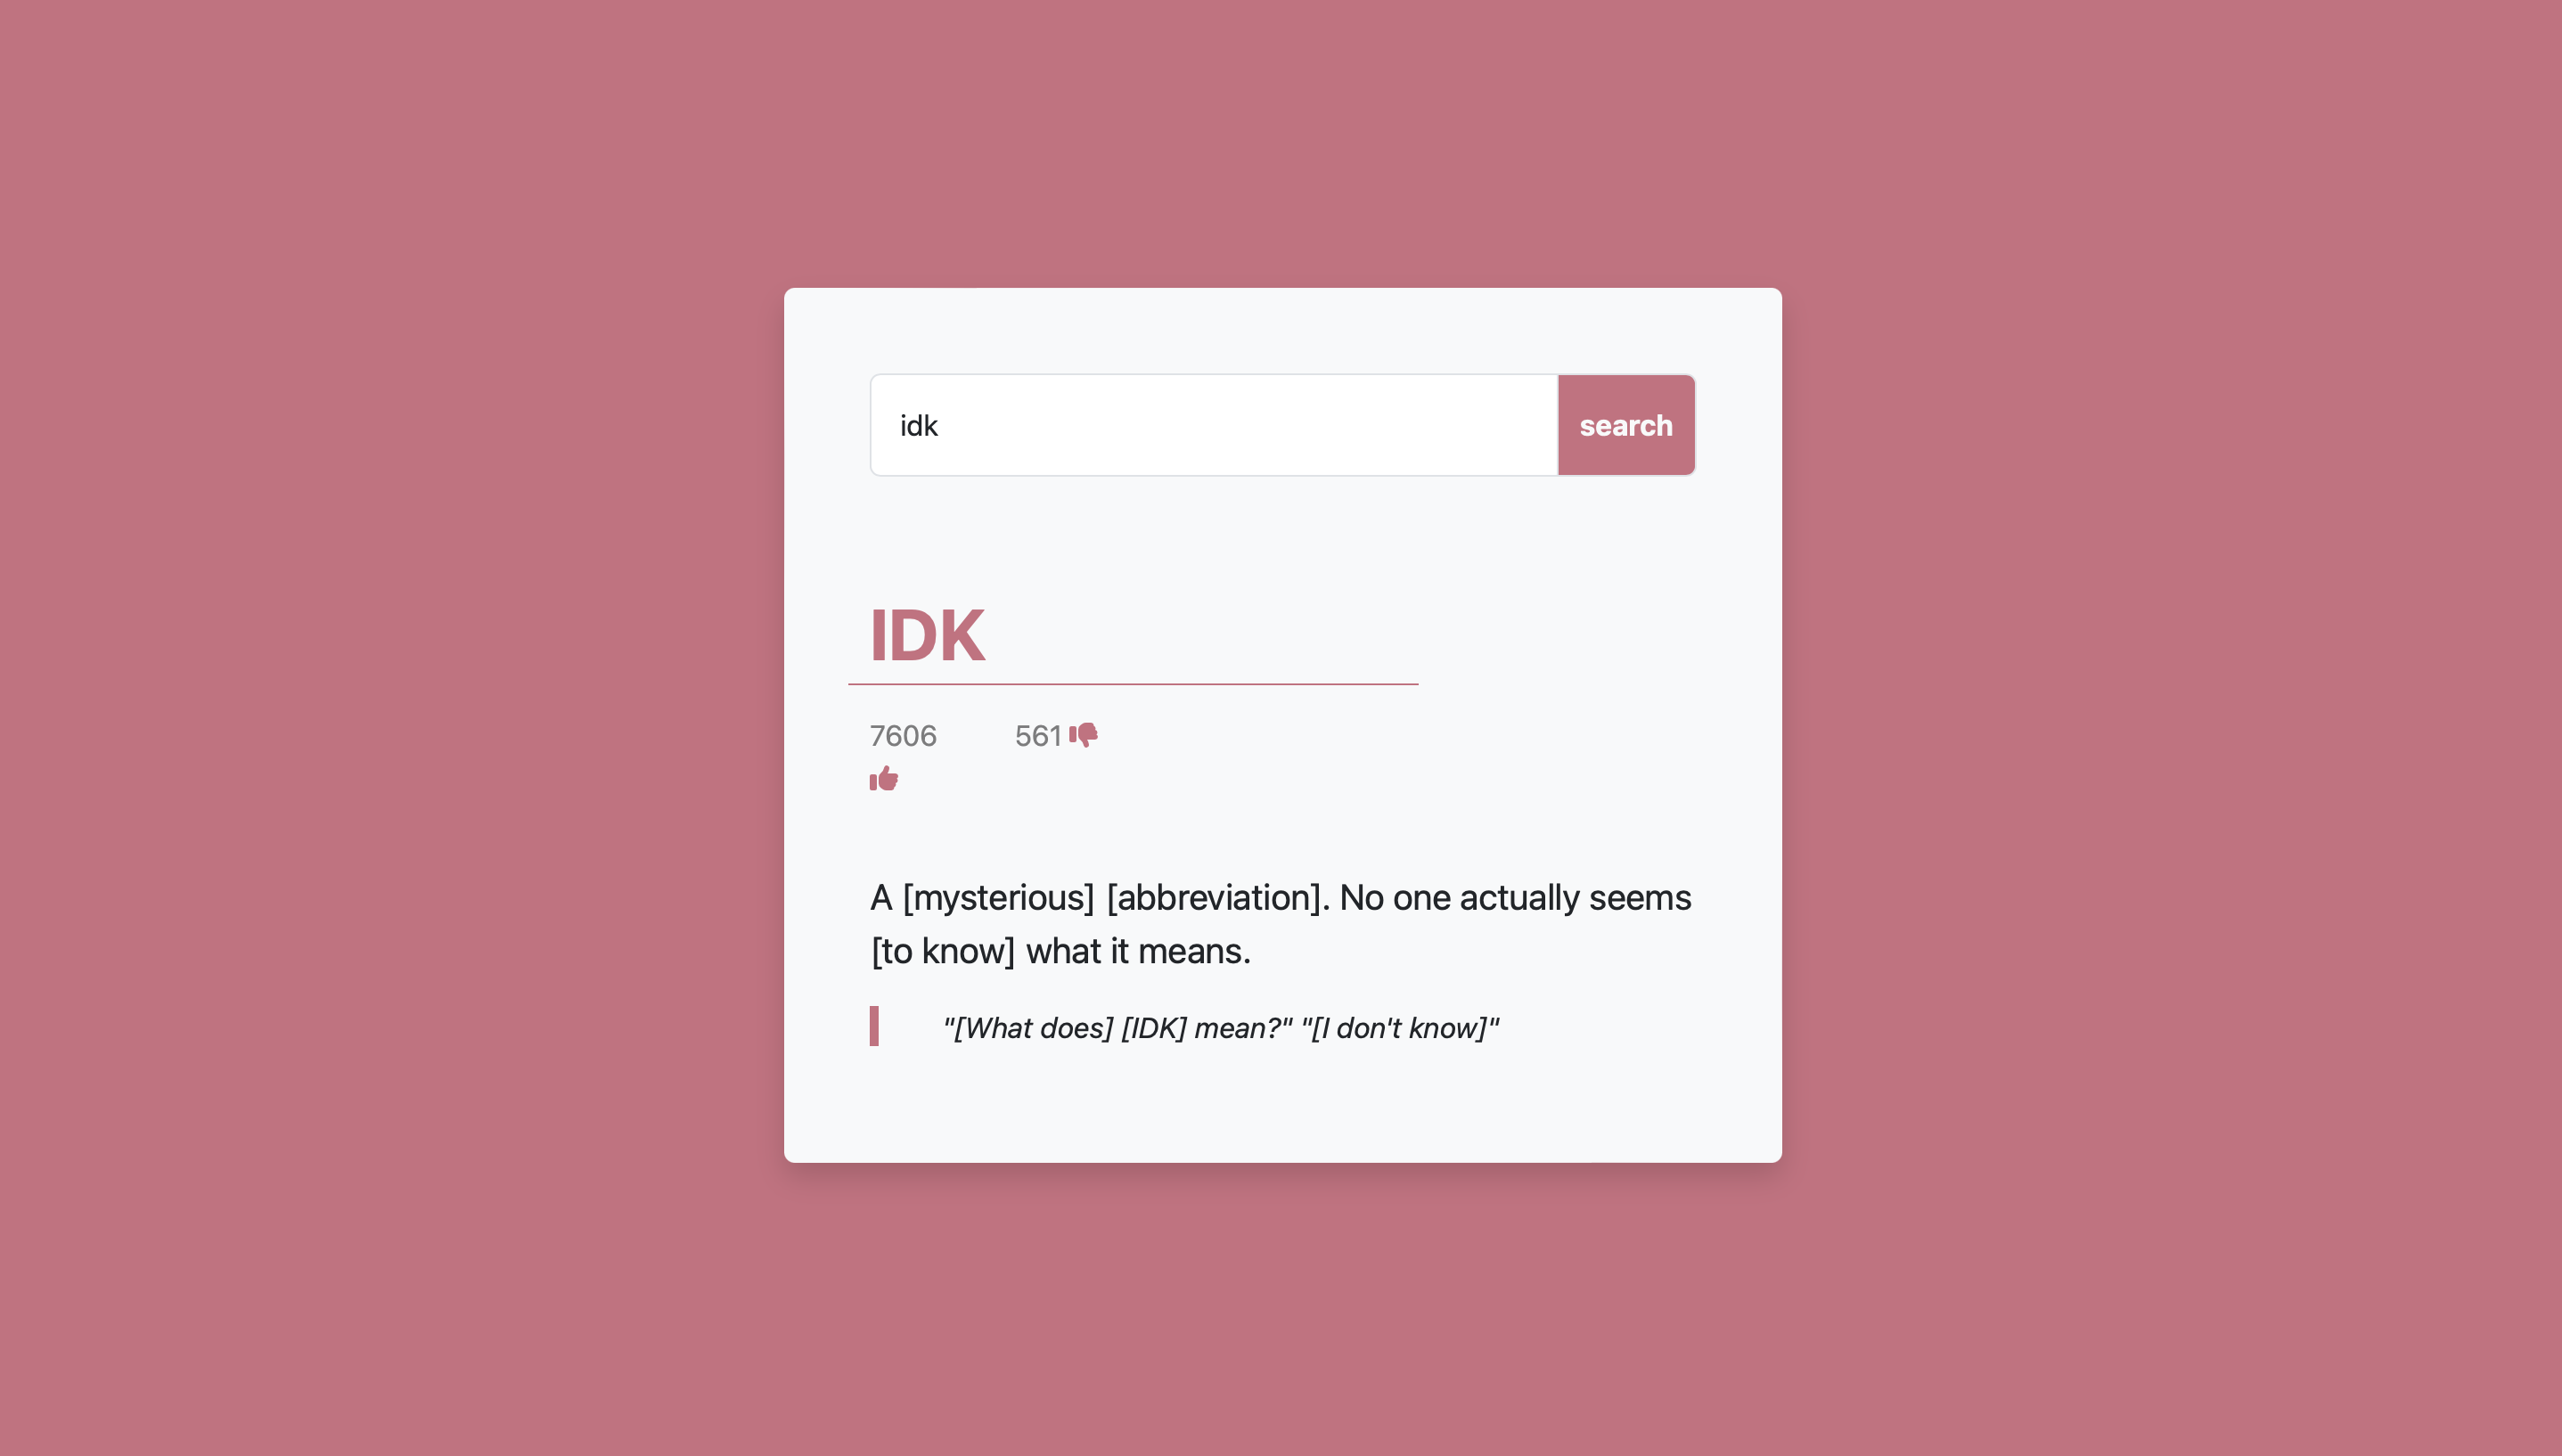 idk
search
IDK
7606 561
A [mysterious] [abbreviation]. No one actually seems
[to know] what it means.
"[What does] [IDK] mean?" "[I don't know]"